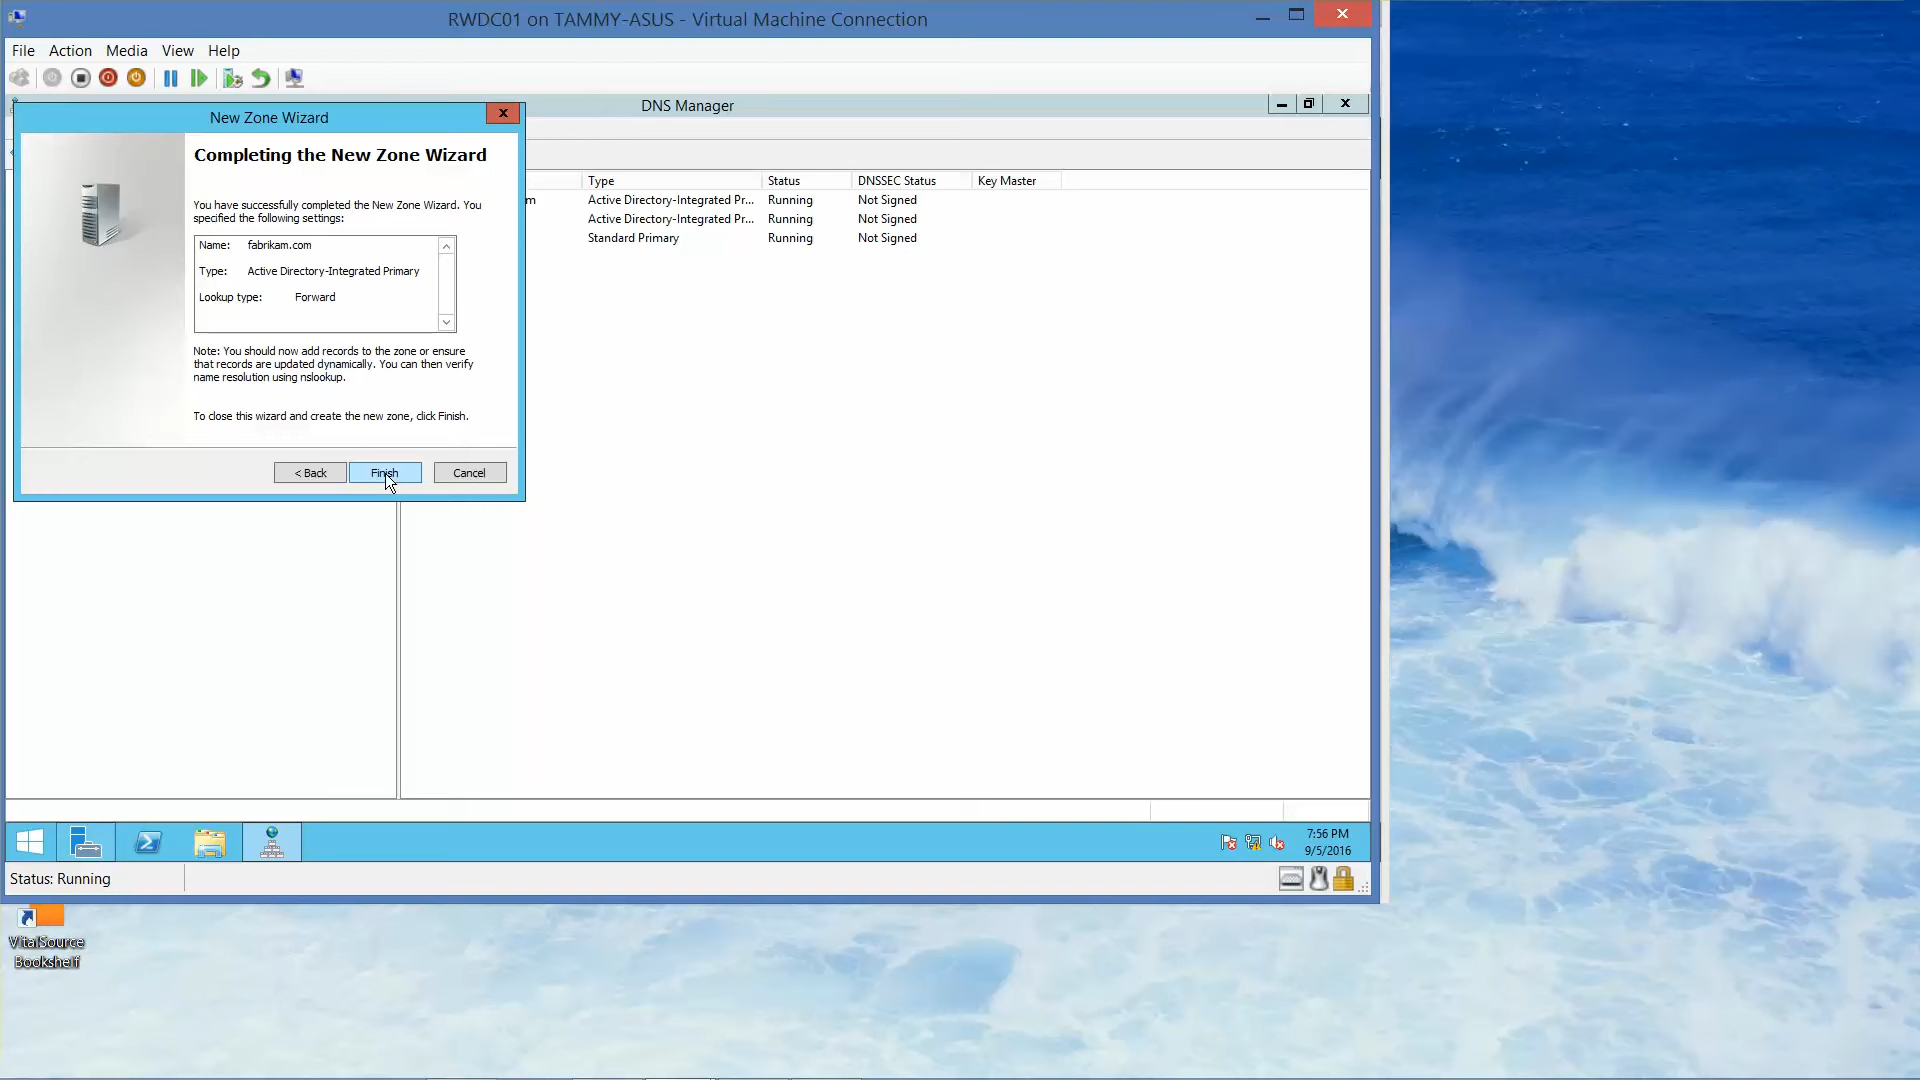 RWDC01 on TAMMY-ASUS - Virtual Machine Connection
File Action Media View Help
DNS Manager
New Zone Wizard
Completing the New Zone Wizard
You have successfully completed the New Zone Wizard. You
specified the following settings:
Name: fabrikam.com
Type: Active Directory-Integrated Primary
Lookup type: Forward
Note: You should now add records to the zone or ensure
that records are updated dynamically. You can then verify
name resolution using nslookup.
To close this wizard and create the new zone, click Finish.
< Back Finish Cancel
Type Status DNSSEC Status Key Master
m Active Directory-Integrated Pr... Running Not Signed
Active Directory-Integrated Pr... Running Not Signed
Standard Primary Running Not Signed
7:56 PM
9/5/2016
Status: Running
VitalSource
Bookshelf